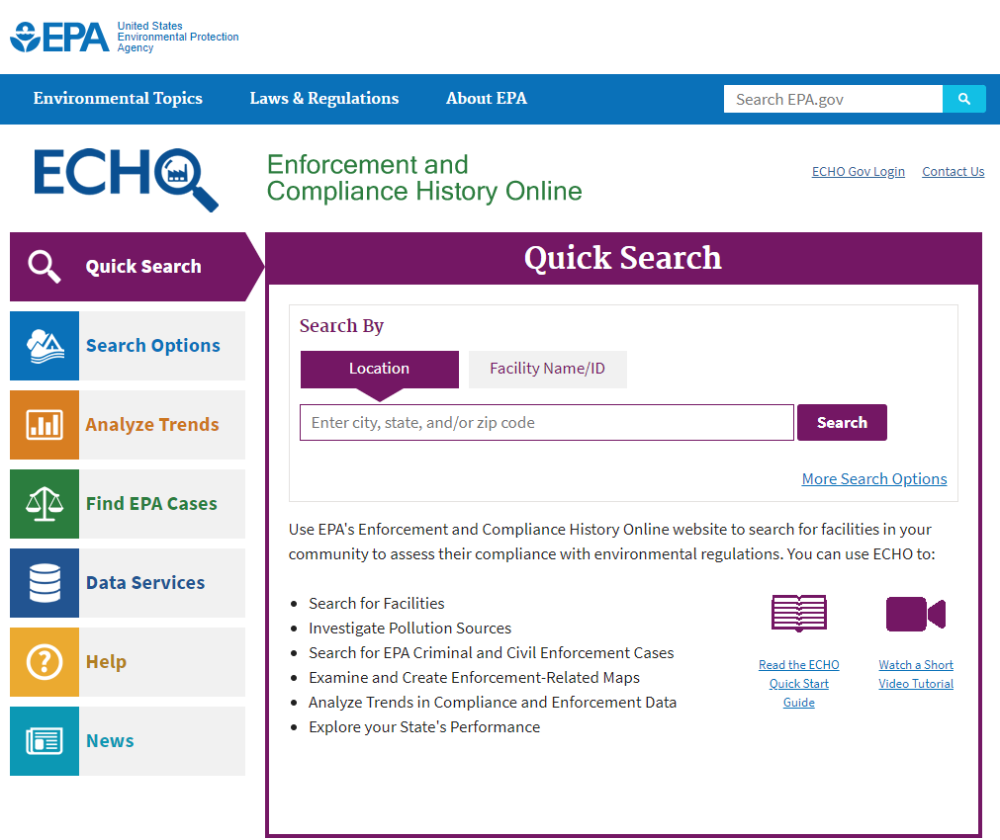 EPA
United States
Environmental Protection
Agency
Environmental Topics
Laws & Regulations
About EPA
Search EPA.gov
ECHO
Enforcement and
Compliance History Online
ECHO Gov Login
Contact Us
Quick Search
Search Options
Analyze Trends
Find EPA Cases
Data Services
Help
News
Quick Search
Search By
Location
Facility Name/ID
Enter city, state, and/or zip code
Search
More Search Options
Use EPA's Enforcement and Compliance History Online website to search for facilities in your
community to assess their compliance with environmental regulations. You can use ECHO to:
• Search for Facilities
• Investigate Pollution Sources
• Search for EPA Criminal and Civil Enforcement Cases
• Examine and Create Enforcement-Related Maps
• Analyze Trends in Compliance and Enforcement Data
• Explore your State's Performance
Read the ECHO
Quick Start
Guide
Watch a Short
Video Tutorial